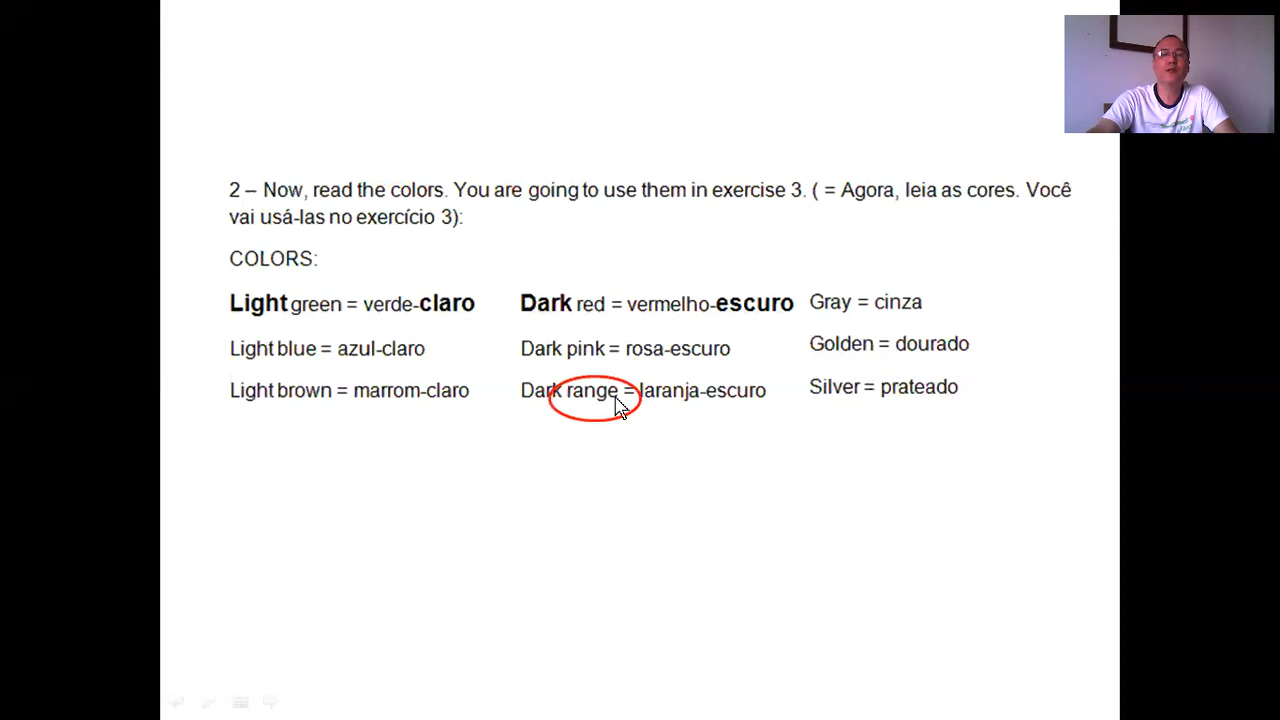 2 – Now, read the colors. You are going to use them in exercise 3. ( = Agora, leia as cores. Você
vai usá-las no exercício 3):
COLORS:
Light green = verde-claro
Light blue = azul-claro
Light brown = marrom-claro
Dark red = vermelho-escuro
Dark pink = rosa-escuro
Dark range = laranja-escuro
Gray = cinza
Golden = dourado
Silver = prateado